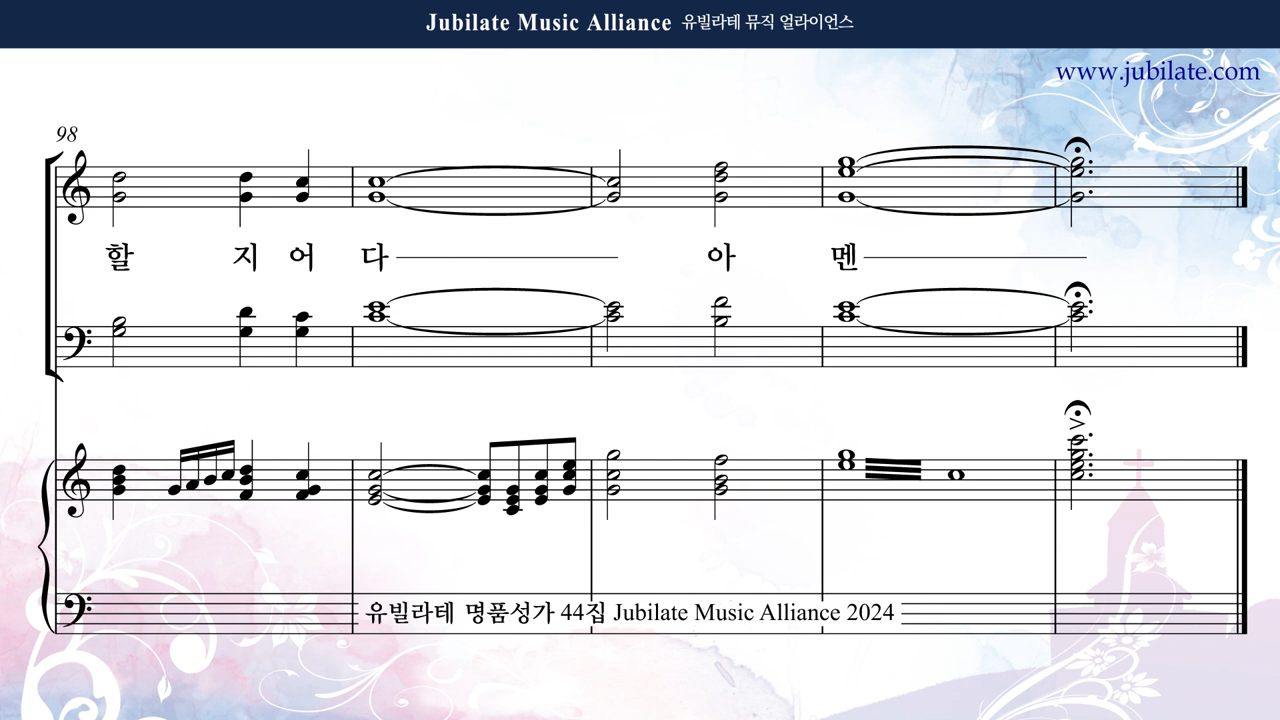 Jubilate Music Alliance 유빌라테 뮤직 얼라이언스
www.jubilate.com
98
할 지 어 다 아 멘
유빌라테 명품성가 44집 Jubilate Music Alliance 2024